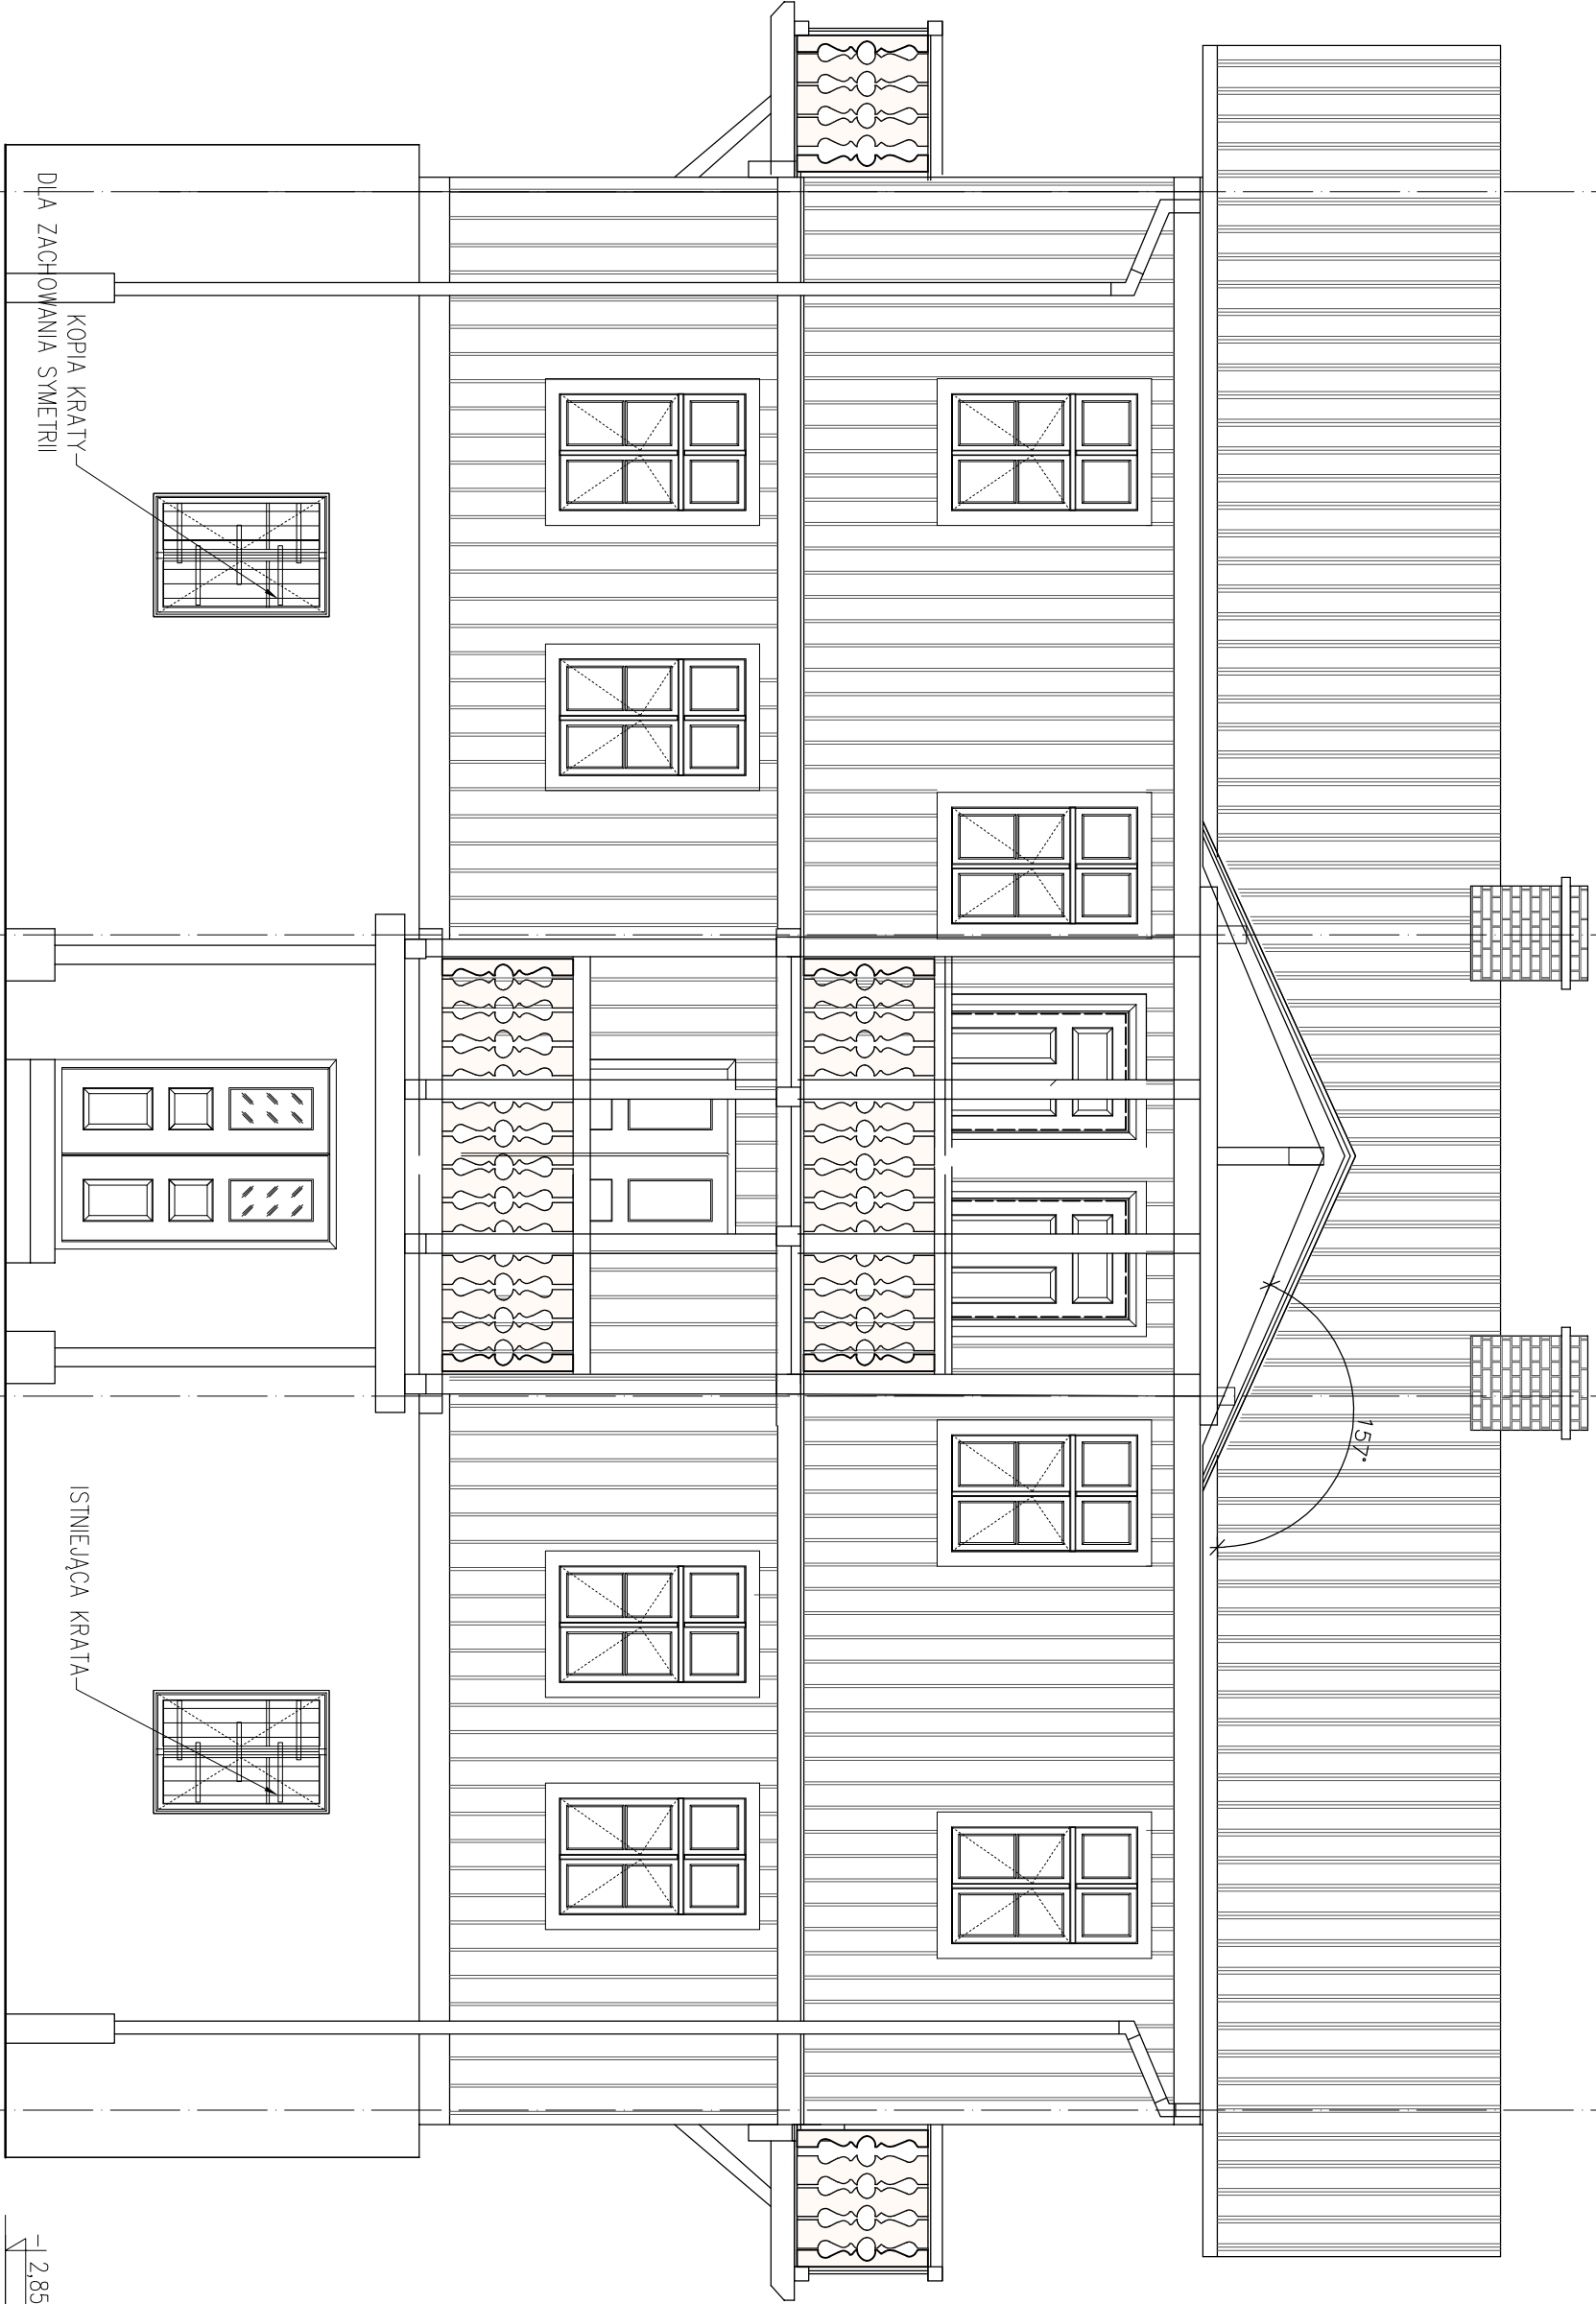 157°
KOPIA KRATY
DLA ZACHOWANIA SYMETRII
ISTNIEJĄCA KRATA
-2,85